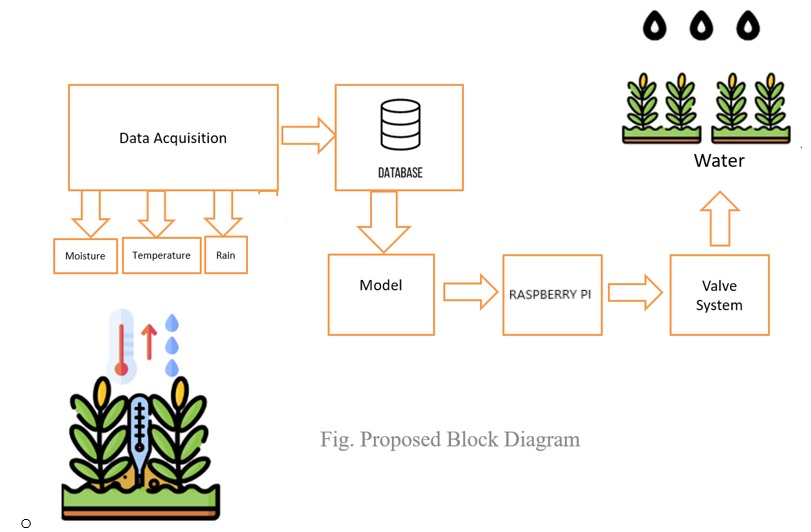 Data Acquisition
DATABASE
Water
Moisture
Temperature
Rain
Model
RASPBERRY PI
Valve
System
Fig. Proposed Block Diagram